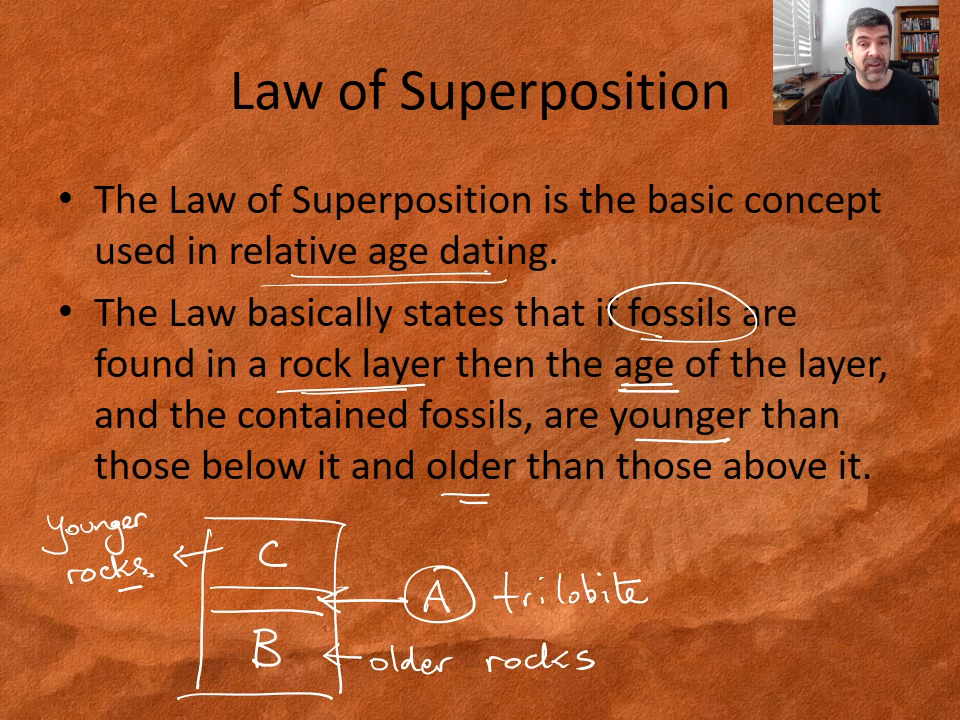 Law of Superposition
• The Law of Superposition is the basic concept
used in relative age dating.
• The Law basically states that if fossils are
found in a rock layer then the age of the layer,
and the contained fossils, are younger than
those below it and older than those above it.
younger
rocks
C
A trilobite
B
older rocks